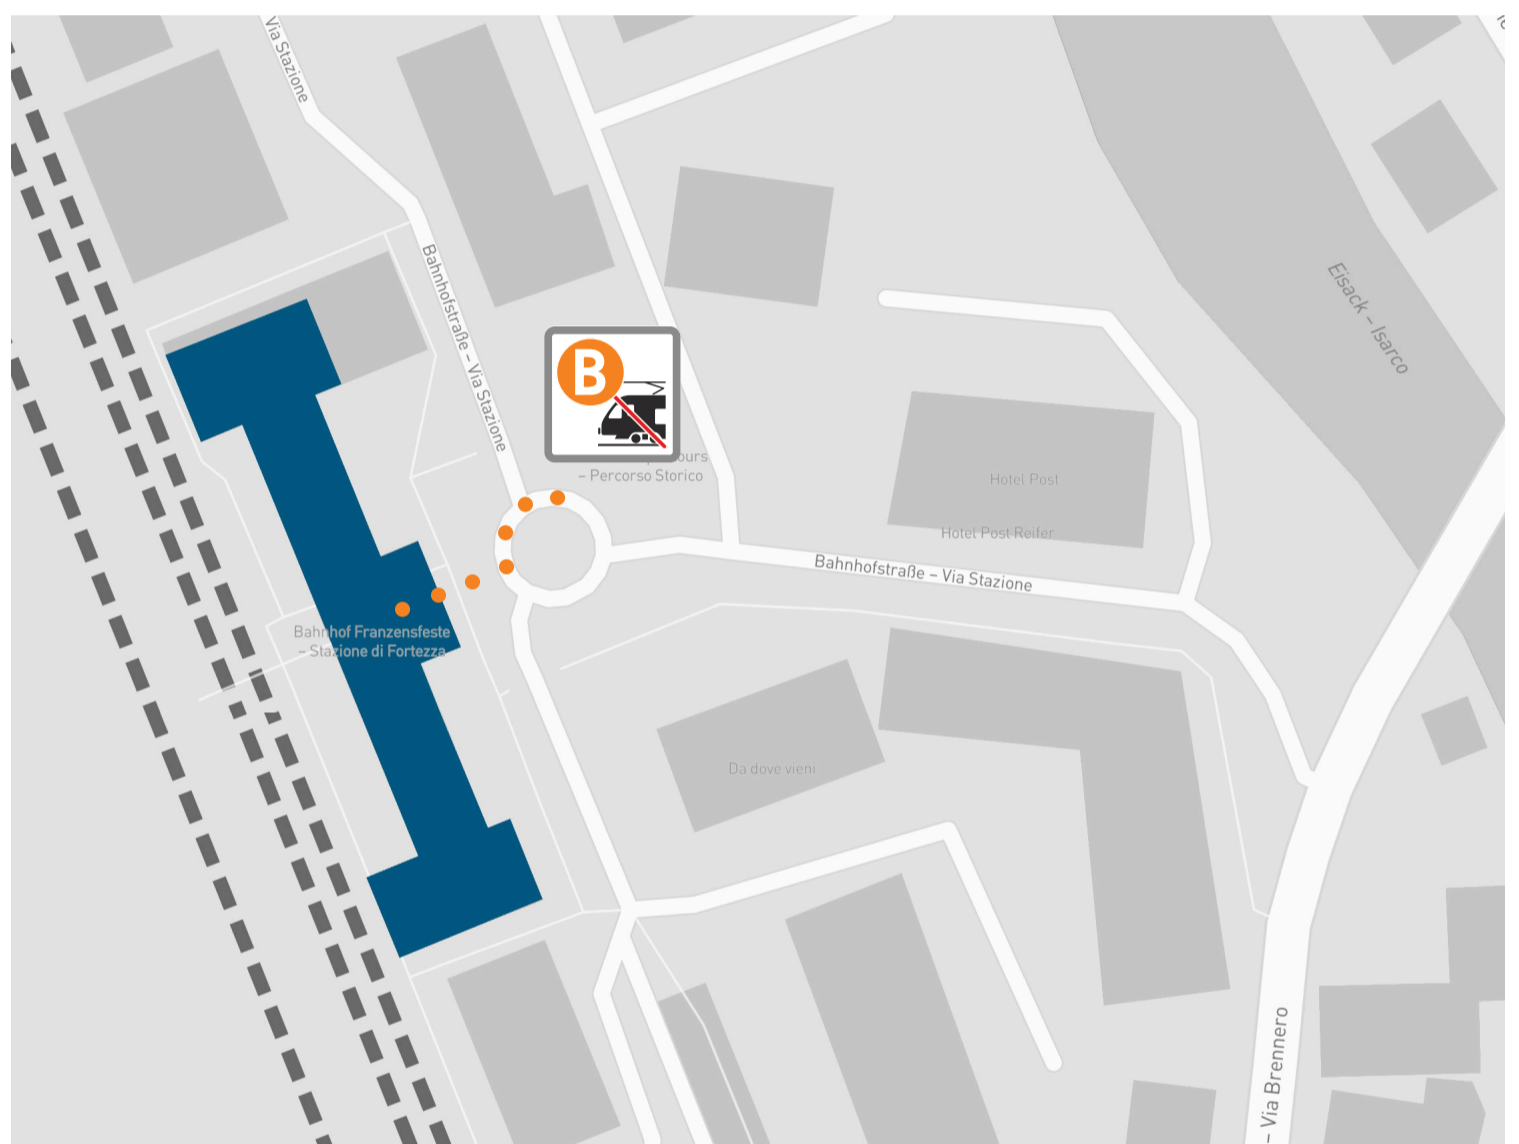 Via Stazione
Bahnhofstraße – Via Stazione
Eisack – Isarco
B
ours
– Percorso Storico
Hotel Post
Hotel Post Reifer
Bahnhofstraße – Via Stazione
Bahnhof Franzensfeste
– Stazione di Fortezza
Da dove vieni
– Via Brennero